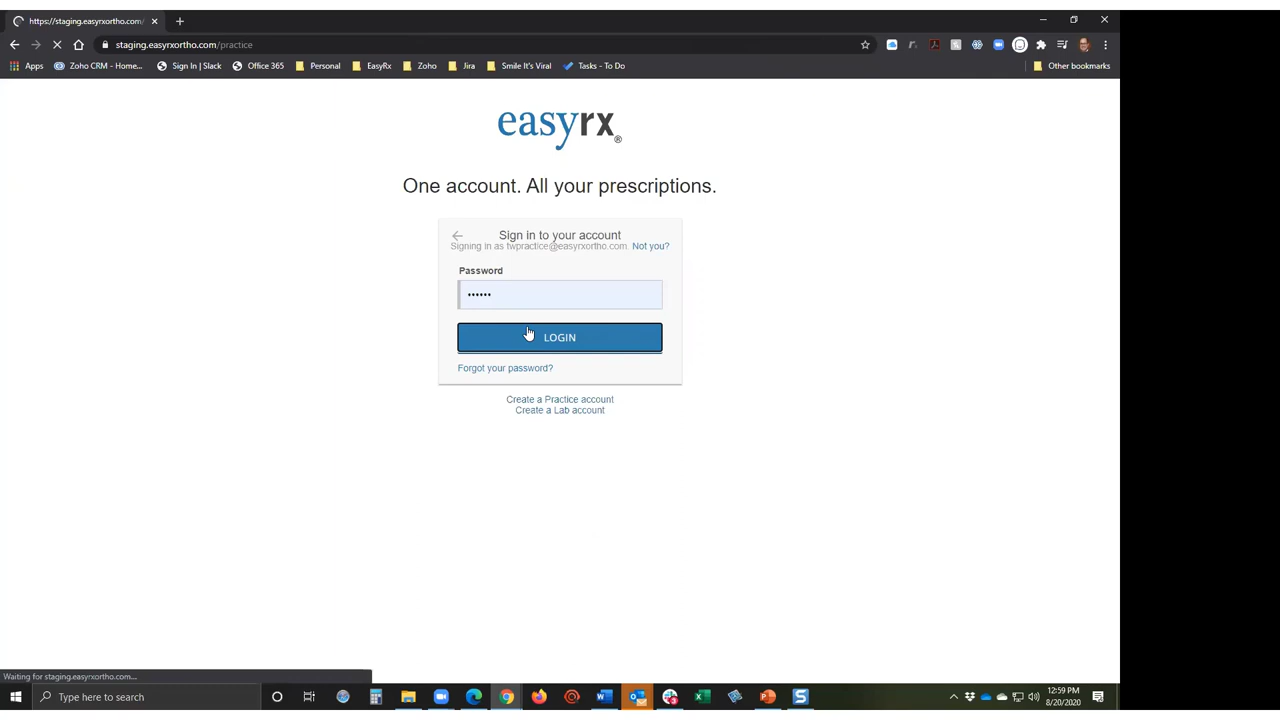 https://staging.easyrxortho.com/
staging.easyrxortho.com/practice
Apps Zoho CRM - Home... Sign In | Slack Office 365 Personal EasyRx Zoho Jira Smile It's Viral Tasks - To Do Other bookmarks
easyrx®
One account. All your prescriptions.
Sign in to your account
Signing in as twpractice@easyrxortho.com. Not you?
Password
••••••
LOGIN
Forgot your password?
Create a Practice account
Create a Lab account
Waiting for staging.easyrxortho.com...
Type here to search
12:59 PM
8/20/2020